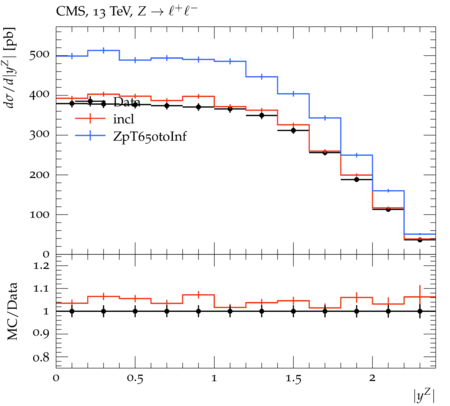 CMS, 13 TeV, Z → ℓ⁺ℓ⁻
dσ/d|y^Z| [pb]
500
400
Data
incl
300
ZpT650toInf
200
100
0
MC/Data
1.2
1.1
1
0.9
0.8
0 0.5 1 1.5 2
|y^Z|